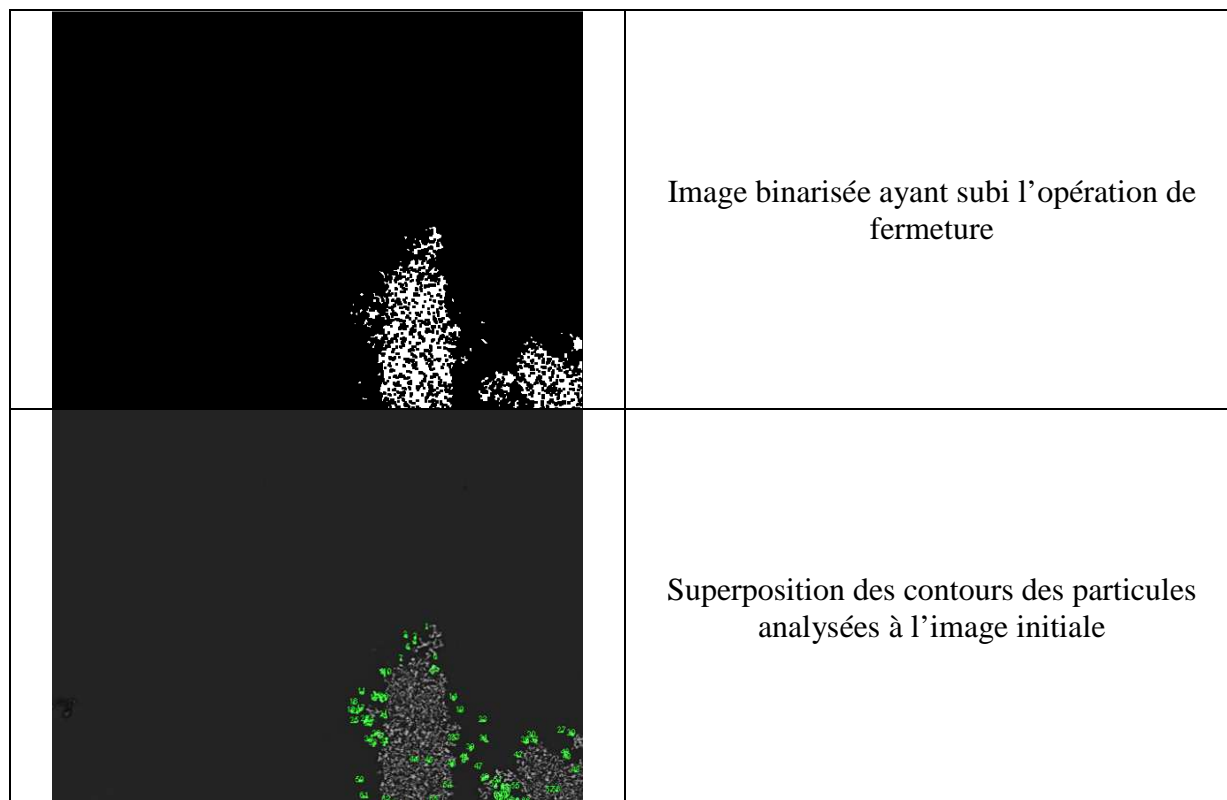 Image binarisée ayant subi l’opération de
fermeture
Superposition des contours des particules
analysées à l’image initiale